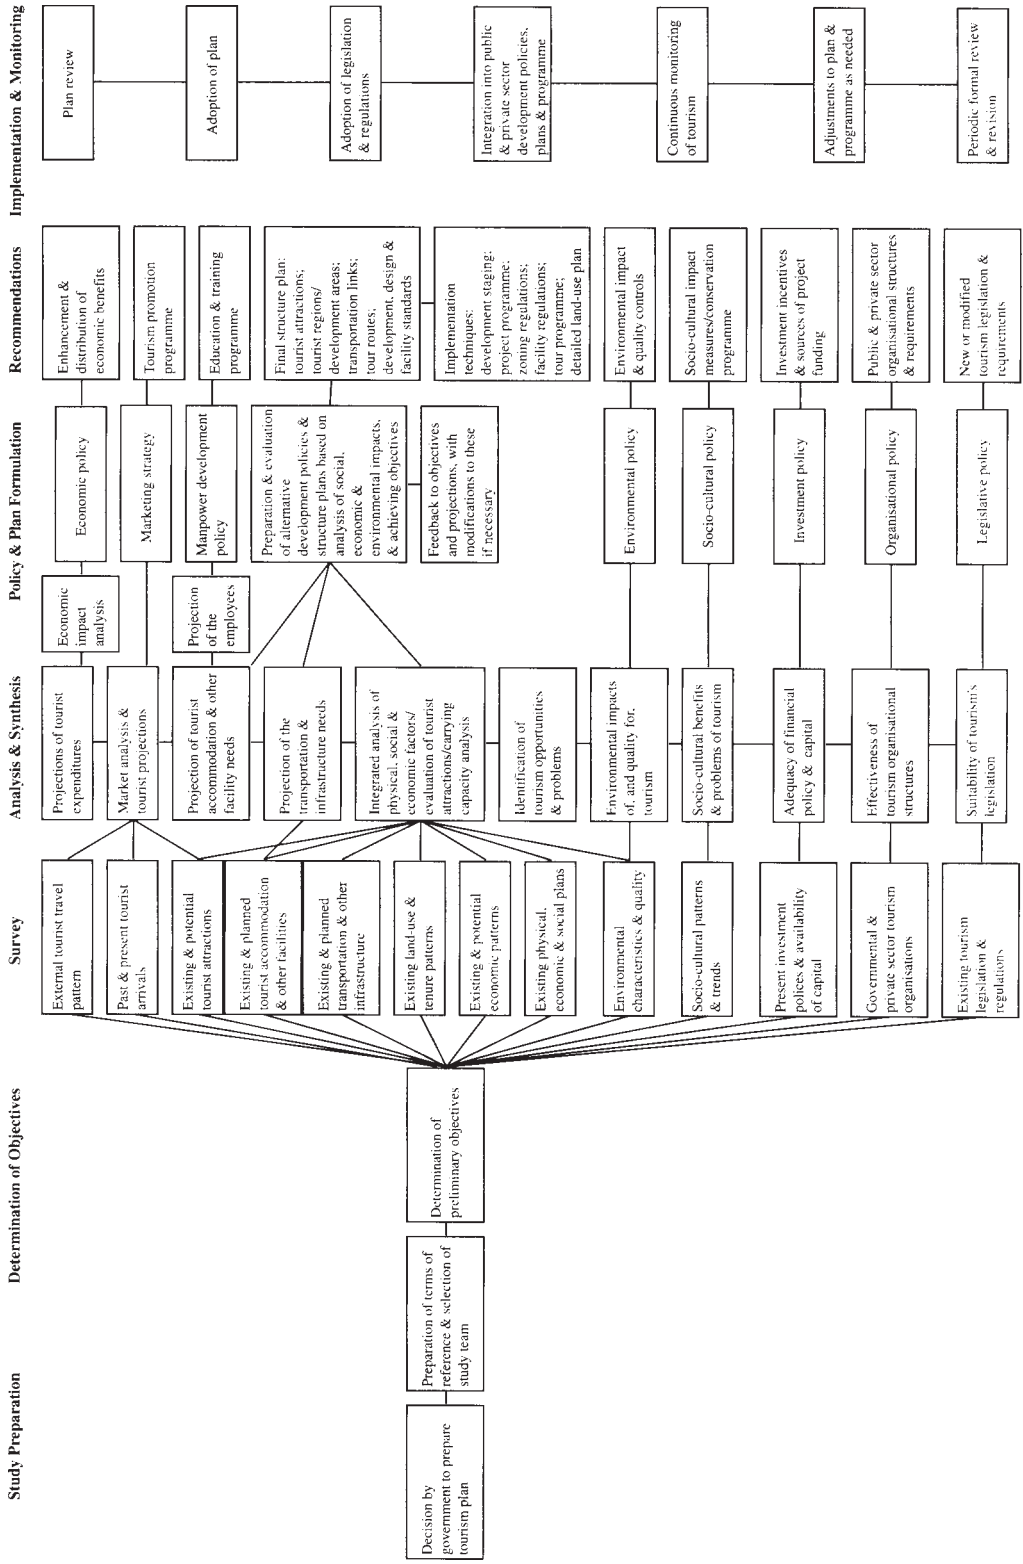 Study Preparation
Determination of Objectives
Survey
Analysis & Synthesis
Policy & Plan Formulation
Recommendations
Implementation & Monitoring
Decision by
government to prepare
tourism plan
Preparation of terms of
reference & selection of
study team
Determination of
preliminary objectives
External tourist travel
pattern
Past & present tourist
arrivals
Existing & potential
tourist attractions
Existing & planned
tourist accommodation
& other facilities
Existing & planned
transportation & other
infrastructure
Existing land-use &
tenure patterns
Existing & potential
economic patterns
Existing physical,
economic & social plans
Environmental
characteristics & quality
Socio-cultural patterns
& trends
Present investment
polices & availability
of capital
Governmental &
private sector tourism
organisations
Existing tourism
legislation &
regulations
Projections of tourist
expenditures
Market analysis &
tourist projections
Projection of tourist
accommodation & other
facility needs
Projection of the
transportation &
infrastructure needs
Integrated analysis of
physical, social &
economic factors/
evaluation of tourist
attractions/carrying
capacity analysis
Identification of
tourism opportunities
& problems
Environmental impacts
of, and quality for,
tourism
Socio-cultural benefits
& problems of tourism
Adequacy of financial
policy & capital
Effectiveness of
tourism organisational
structures
Suitability of tourism's
legislation
Economic
impact
analysis
Projection
of the
employees
Economic policy
Marketing strategy
Manpower development
policy
Preparation & evaluation
of alternative
development policies &
structure plans based on
analysis of social,
economic &
environmental impacts,
& achieving objectives
Feedback to objectives
and projections, with
modifications to these
if necessary
Environmental policy
Socio-cultural policy
Investment policy
Organisational policy
Legislative policy
Enhancement &
distribution of
economic benefits
Tourism promotion
programme
Education & training
programme
Final structure plan:
tourist attractions;
tourist regions/
development areas;
transportation links;
tour routes;
development, design &
facility standards
Implementation
techniques:
development staging;
project programme;
zoning regulations;
facility regulations;
tour programme;
detailed land-use plan
Environmental impact
& quality controls
Socio-cultural impact
measures/conservation
programme
Investment incentives
& sources of project
funding
Public & private sector
organisational structures
& requirements
New or modified
tourism legislation &
requirements
Plan review
Adoption of plan
Adoption of legislation
& regulations
Integration into public
& private sector
development policies,
plans & programme
Continuous monitoring
of tourism
Adjustments to plan &
programme as needed
Periodic formal review
& revision